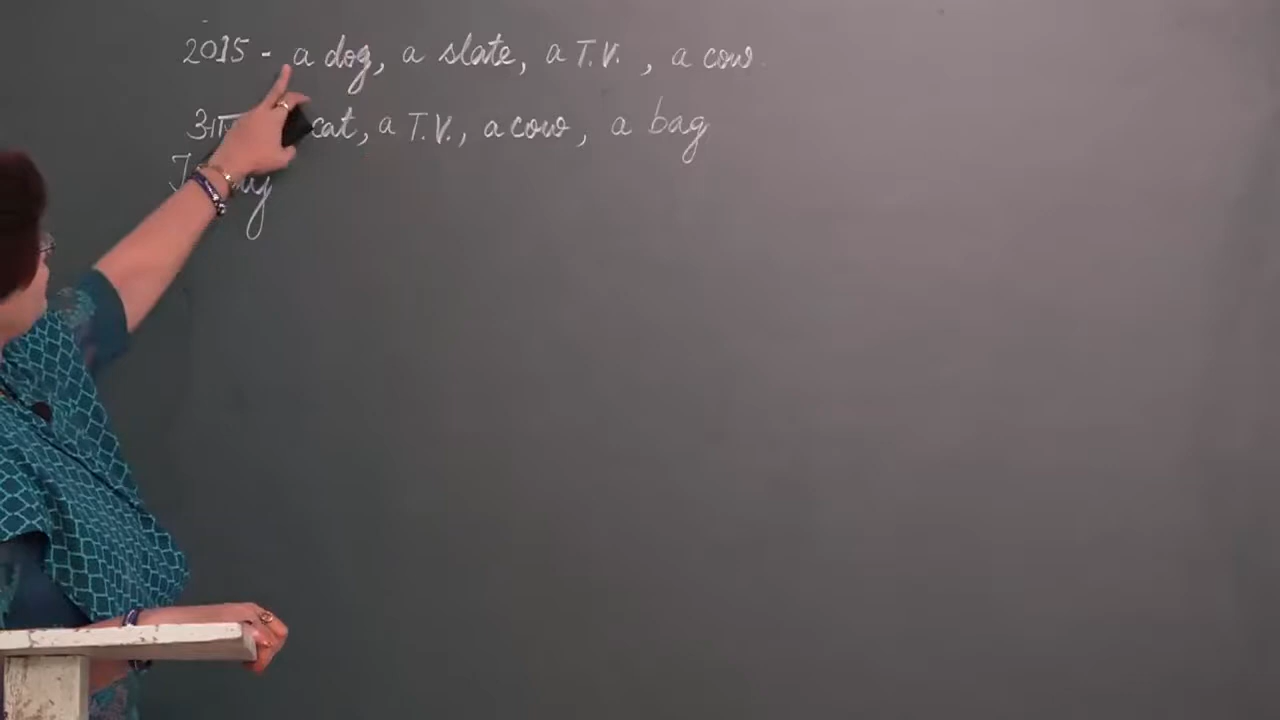 2015 - a dog, a slate, a T.V. , a cow.
cat, a T.V., a cow, a bag